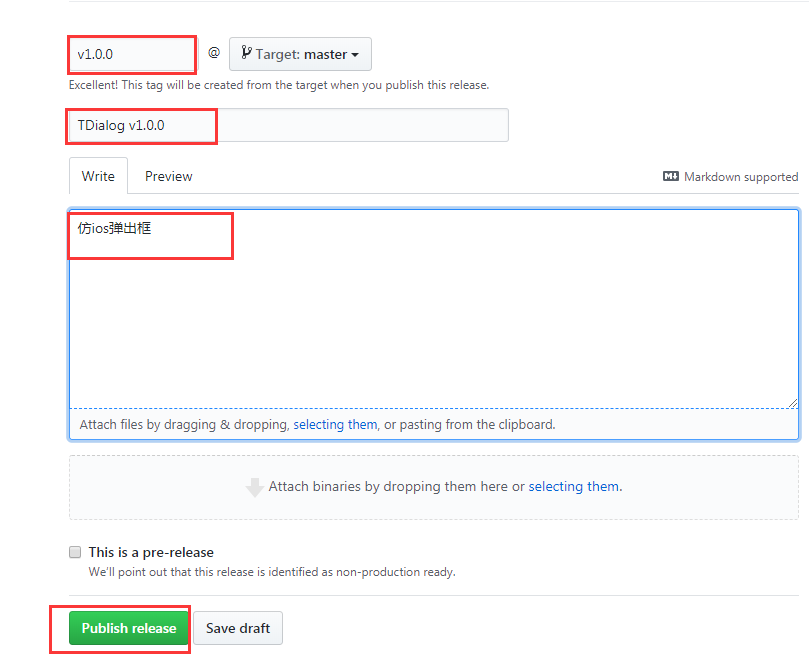 v1.0.0 @ Target: master
Excellent! This tag will be created from the target when you publish this release.
TDialog v1.0.0
Write Preview Markdown supported
仿ios弹出框
Attach files by dragging & dropping, selecting them, or pasting from the clipboard.
Attach binaries by dropping them here or selecting them.
This is a pre-release
We'll point out that this release is identified as non-production ready.
Publish release Save draft